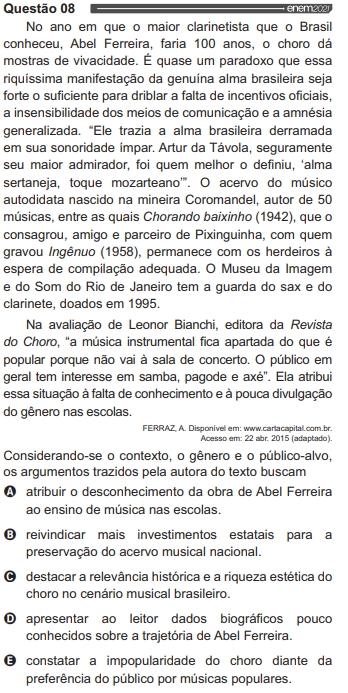 Questão 08 enem2021
No ano em que o maior clarinetista que o Brasil
conheceu, Abel Ferreira, faria 100 anos, o choro dá
mostras de vivacidade. É quase um paradoxo que essa
riquíssima manifestação da genuína alma brasileira seja
forte o suficiente para driblar a falta de incentivos oficiais,
a insensibilidade dos meios de comunicação e a amnésia
generalizada. “Ele trazia a alma brasileira derramada
em sua sonoridade ímpar. Artur da Távola, seguramente
seu maior admirador, foi quem melhor o definiu, ‘alma
sertaneja, toque mozarteano’”. O acervo do músico
autodidata nascido na mineira Coromandel, autor de 50
músicas, entre as quais Chorando baixinho (1942), que o
consagrou, amigo e parceiro de Pixinguinha, com quem
gravou Ingênuo (1958), permanece com os herdeiros à
espera de compilação adequada. O Museu da Imagem
e do Som do Rio de Janeiro tem a guarda do sax e do
clarinete, doados em 1995.
Na avaliação de Leonor Bianchi, editora da Revista
do Choro, “a música instrumental fica apartada do que é
popular porque não vai à sala de concerto. O público em
geral tem interesse em samba, pagode e axé”. Ela atribui
essa situação à falta de conhecimento e à pouca divulgação
do gênero nas escolas.
FERRAZ, A. Disponível em: www.cartacapital.com.br.
Acesso em: 22 abr. 2015 (adaptado).
Considerando-se o contexto, o gênero e o público-alvo,
os argumentos trazidos pela autora do texto buscam
A atribuir o desconhecimento da obra de Abel Ferreira
ao ensino de música nas escolas.
B reivindicar mais investimentos estatais para a
preservação do acervo musical nacional.
C destacar a relevância histórica e a riqueza estética do
choro no cenário musical brasileiro.
D apresentar ao leitor dados biográficos pouco
conhecidos sobre a trajetória de Abel Ferreira.
E constatar a impopularidade do choro diante da
preferência do público por músicas populares.